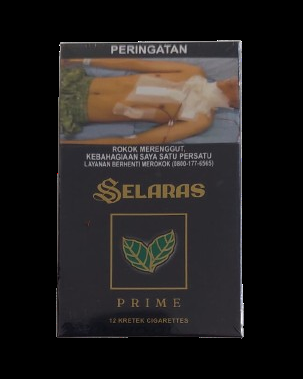 PERINGATAN
ROKOK MERENGGUT,
KEBAHAGIAAN SAYA SATU PERSATU
LAYANAN BERHENTI MEROKOK (0800-177-6565)
SELARAS
PRIME
12 KRETEK CIGARETTES